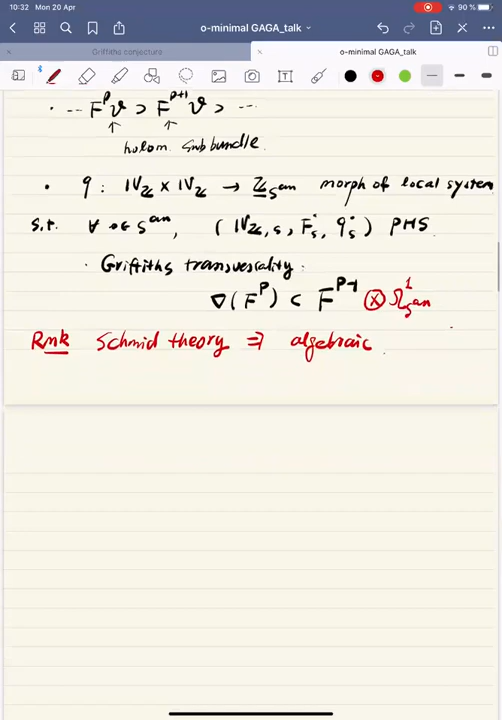 10:32 Mon 20 Apr
90 %
o-minimal GAGA_talk
Griffiths conjecture
o-minimal GAGA_talk
· ··· F^p 𝒱 ⊃ F^{p+1} 𝒱 ⊃ ···
↑ ↑
holom. subbundle.
· q : 𝕍_ℤ × 𝕍_ℤ → ℤ_{S^an} morph of local system
s.t. ∀ s ∈ S^an, ( 𝕍_{ℤ,s}, F^•_s, q_s ) PHS
· Griffiths transversality :
∇(F^p) ⊂ F^{p-1} ⊗ Ω^1_{S^an}
Rmk Schmid theory ⇒ algebraic